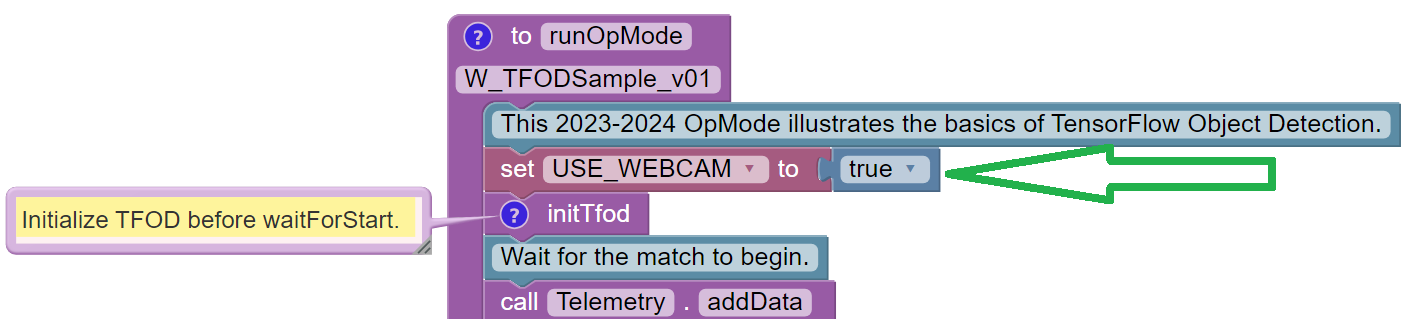 ? to runOpMode
W_TFODSample_v01
This 2023-2024 OpMode illustrates the basics of TensorFlow Object Detection.
set USE_WEBCAM to true
Initialize TFOD before waitForStart.
? initTfod
Wait for the match to begin.
call Telemetry . addData